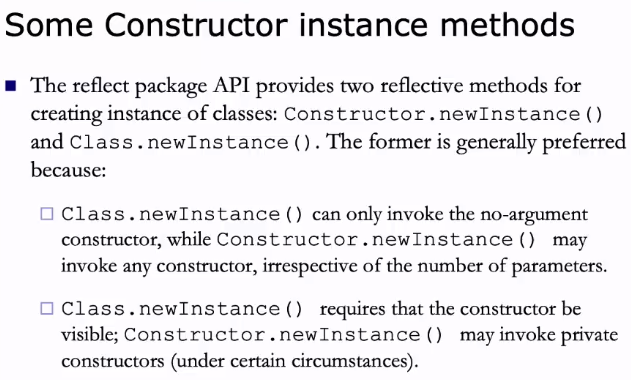 Some Constructor instance methods
The reflect package API provides two reflective methods for
creating instance of classes: Constructor.newInstance()
and Class.newInstance(). The former is generally preferred
because:
Class.newInstance() can only invoke the no-argument
constructor, while Constructor.newInstance() may
invoke any constructor, irrespective of the number of parameters.
Class.newInstance() requires that the constructor be
visible; Constructor.newInstance() may invoke private
constructors (under certain circumstances).